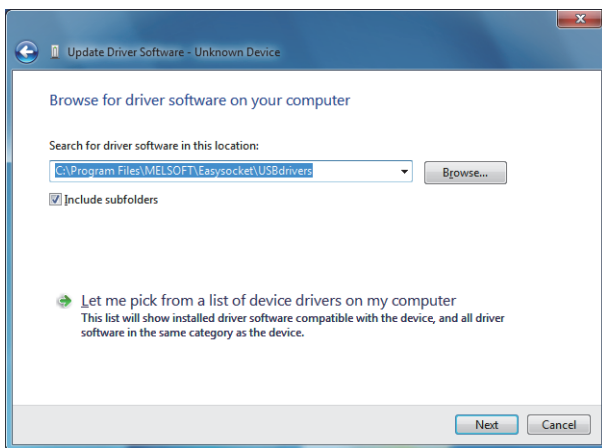 Update Driver Software - Unknown Device
Browse for driver software on your computer
Search for driver software in this location:
C:\Program Files\MELSOFT\Easysocket\USBdrivers
Browse...
Include subfolders
Let me pick from a list of device drivers on my computer
This list will show installed driver software compatible with the device, and all driver
software in the same category as the device.
Next
Cancel